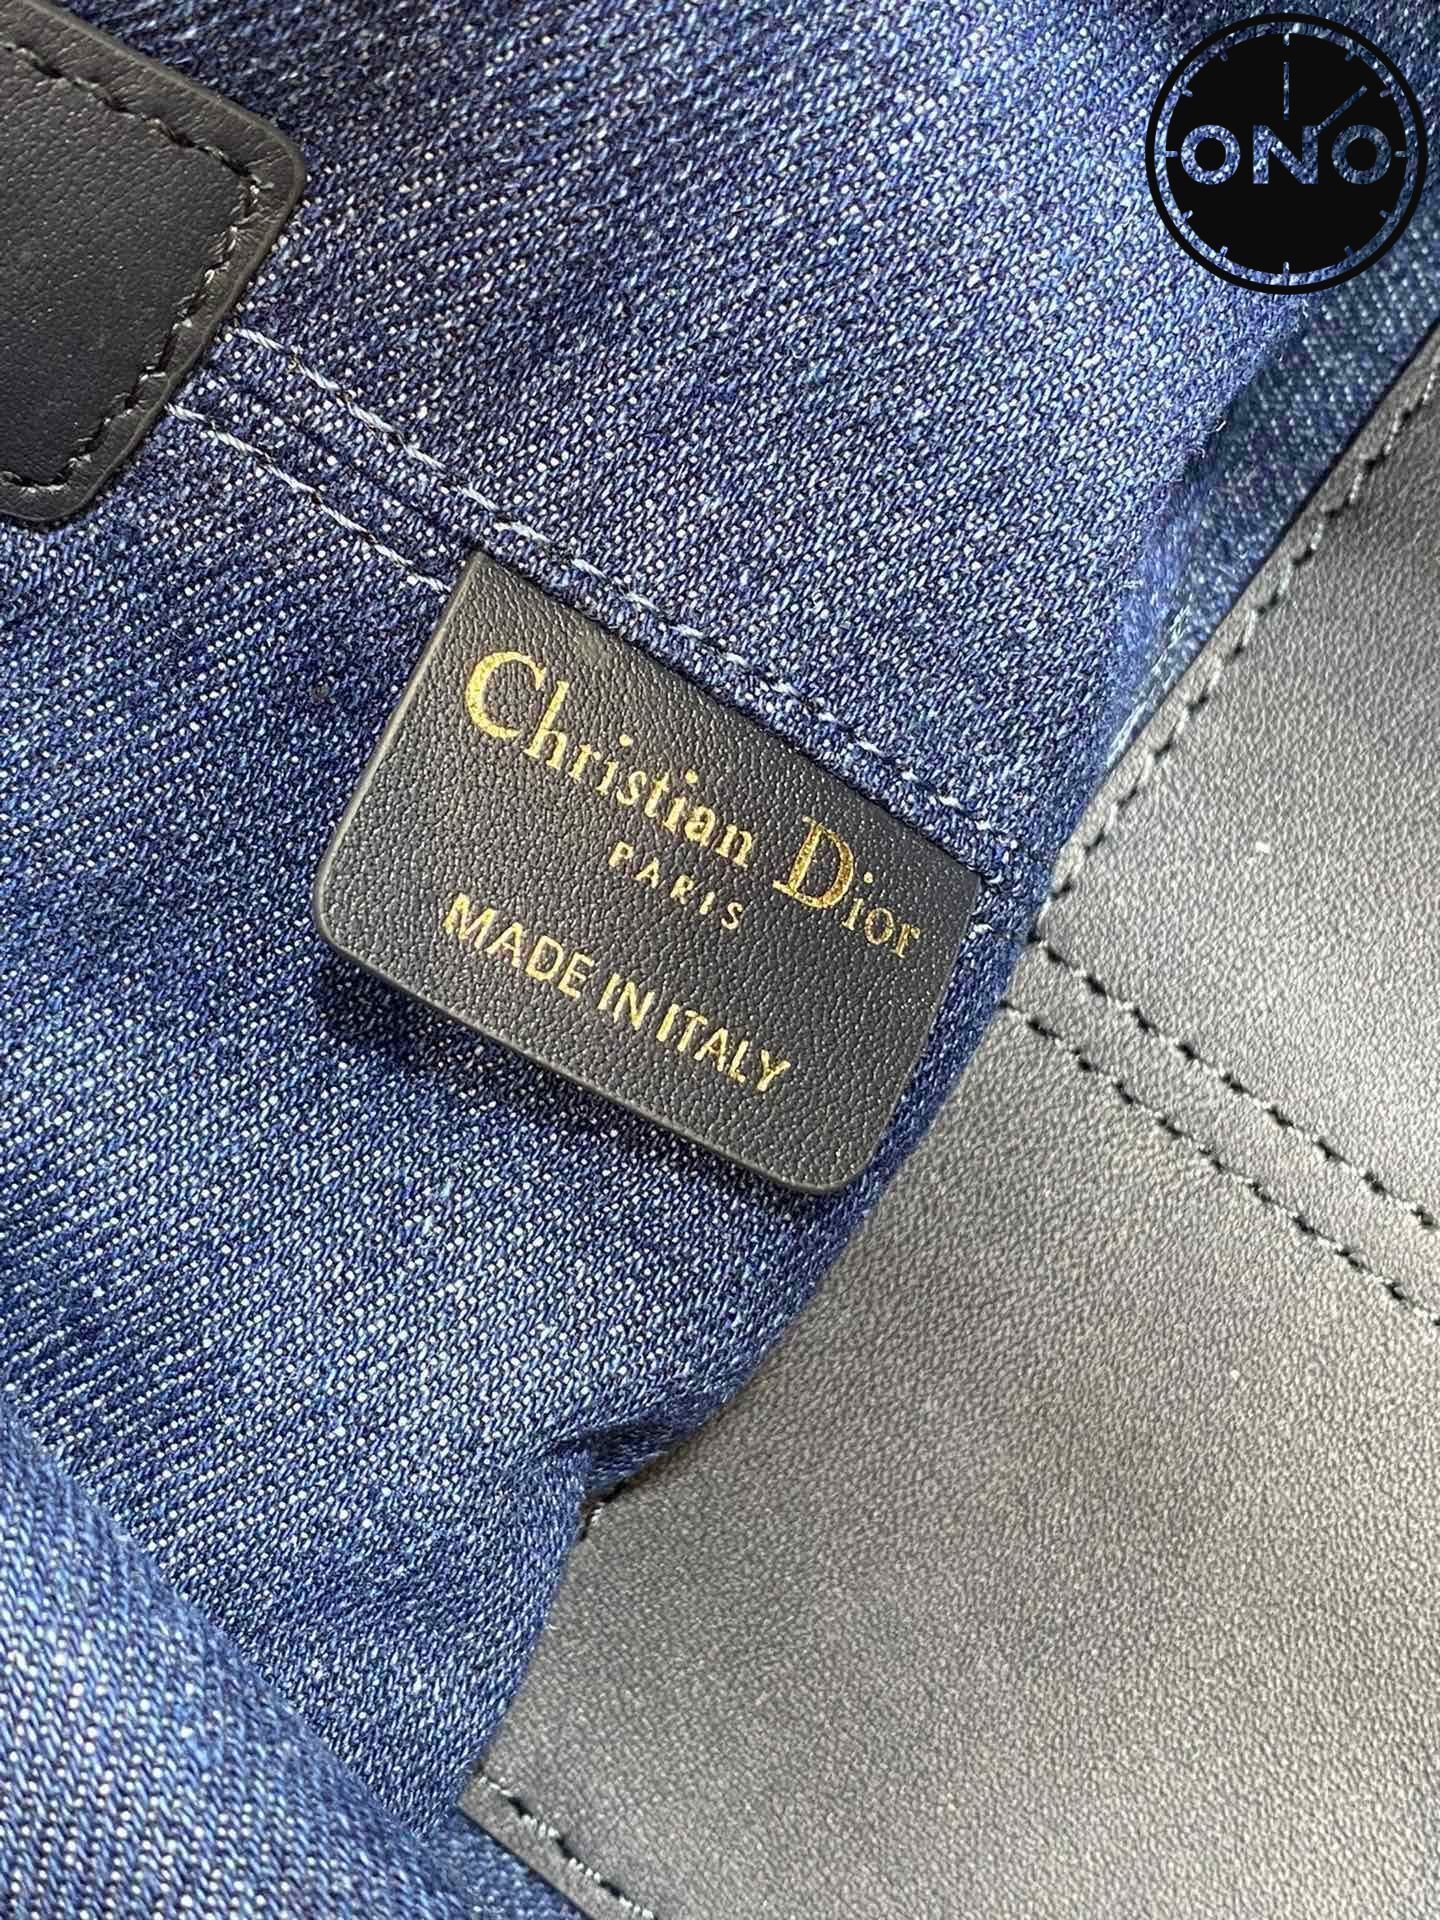 ONO
Christian Dior
PARIS
MADE IN ITALY